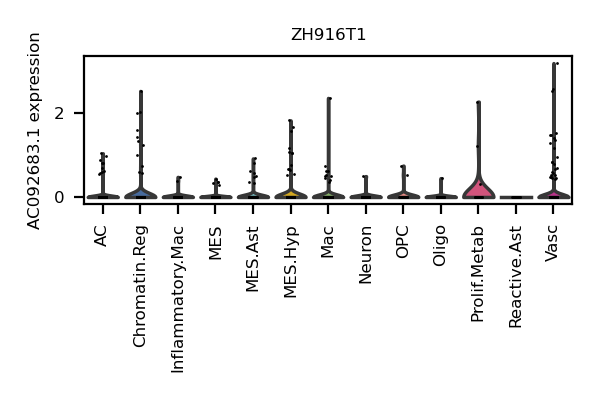 ZH916T1
AC092683.1 expression
2
0
AC
Chromatin.Reg
Inflammatory.Mac
MES
MES.Ast
MES.Hyp
Mac
Neuron
OPC
Oligo
Prolif.Metab
Reactive.Ast
Vasc